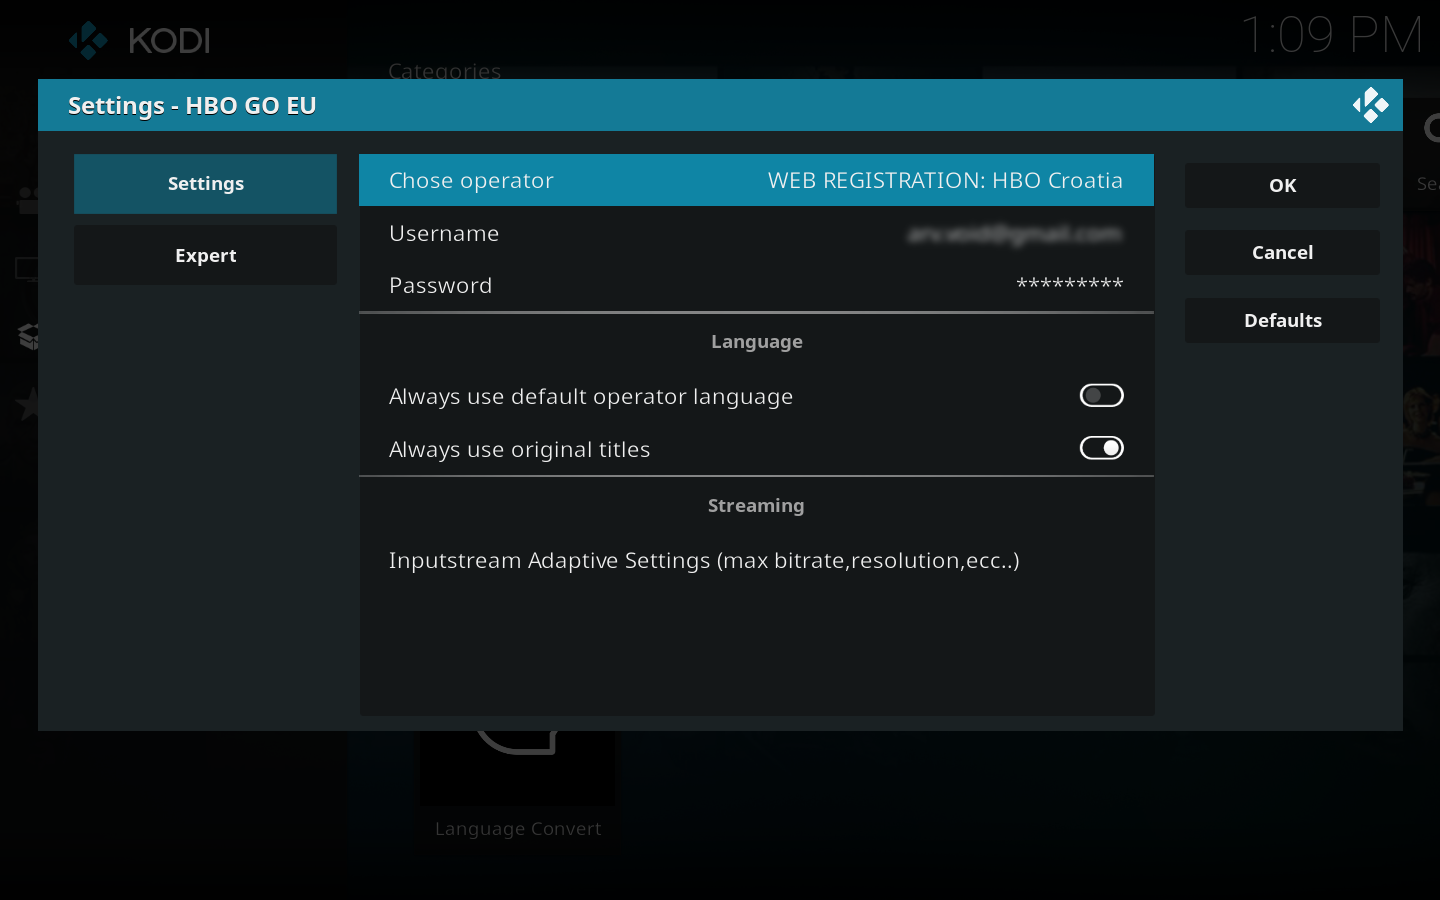 KODI
1:09 PM
Categories
Settings - HBO GO EU
Settings
Expert
Chose operator WEB REGISTRATION: HBO Croatia
Username
Password *********
Language
Always use default operator language
Always use original titles
Streaming
Inputstream Adaptive Settings (max bitrate,resolution,ecc..)
OK
Cancel
Defaults
Language Convert